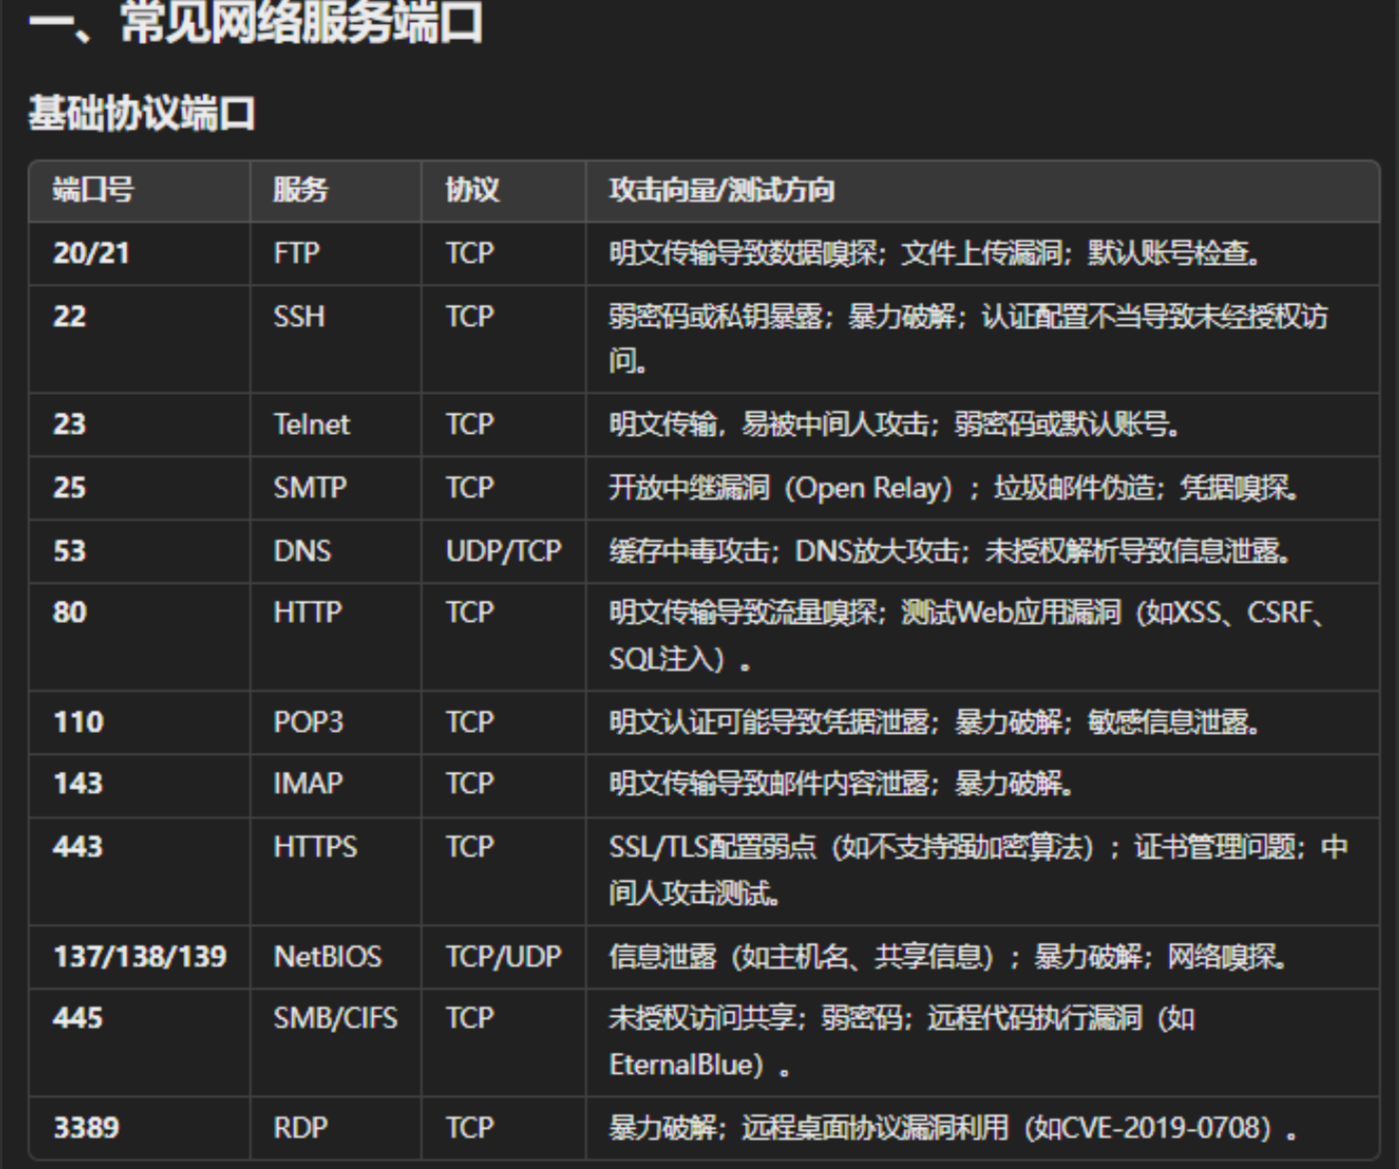 一、常见网络服务端口
基础协议端口
端口号 服务 协议 攻击向量/测试方向
20/21 FTP TCP 明文传输导致数据嗅探；文件上传漏洞；默认账号检查。
22 SSH TCP 弱密码或私钥暴露；暴力破解；认证配置不当导致未经授权访
问。
23 Telnet TCP 明文传输，易被中间人攻击；弱密码或默认账号。
25 SMTP TCP 开放中继漏洞（Open Relay）；垃圾邮件伪造；凭据嗅探。
53 DNS UDP/TCP 缓存中毒攻击；DNS放大攻击；未授权解析导致信息泄露。
80 HTTP TCP 明文传输导致流量嗅探；测试Web应用漏洞（如XSS、CSRF、
SQL注入）。
110 POP3 TCP 明文认证可能导致凭据泄露；暴力破解；敏感信息泄露。
143 IMAP TCP 明文传输导致邮件内容泄露；暴力破解。
443 HTTPS TCP SSL/TLS配置弱点（如不支持强加密算法）；证书管理问题；中
间人攻击测试。
137/138/139 NetBIOS TCP/UDP 信息泄露（如主机名、共享信息）；暴力破解；网络嗅探。
445 SMB/CIFS TCP 未授权访问共享；弱密码；远程代码执行漏洞（如
EternalBlue）。
3389 RDP TCP 暴力破解；远程桌面协议漏洞利用（如CVE-2019-0708）。